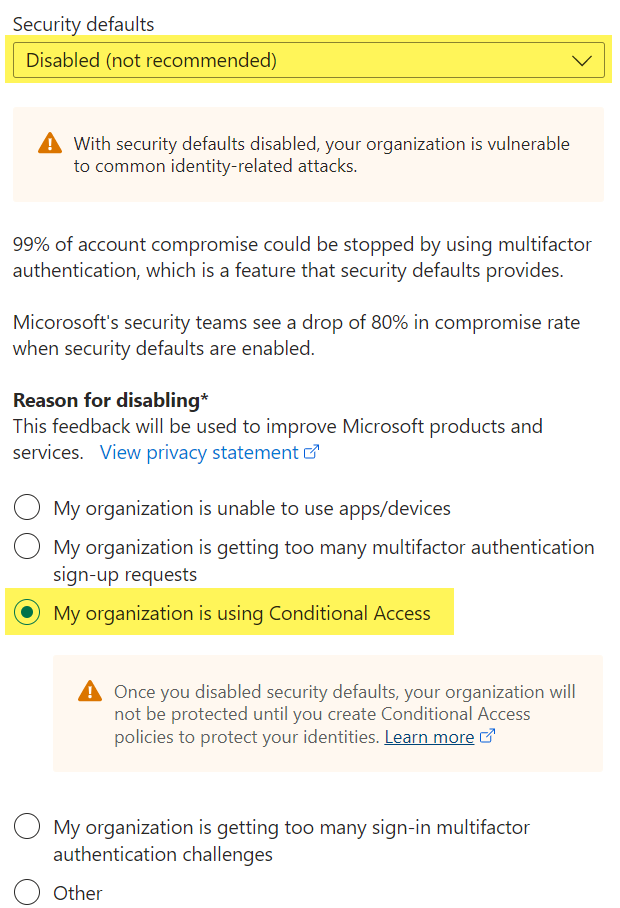 Security defaults
Disabled (not recommended)
With security defaults disabled, your organization is vulnerable
to common identity-related attacks.
99% of account compromise could be stopped by using multifactor
authentication, which is a feature that security defaults provides.
Micorosoft's security teams see a drop of 80% in compromise rate
when security defaults are enabled.
Reason for disabling*
This feedback will be used to improve Microsoft products and
services. View privacy statement
My organization is unable to use apps/devices
My organization is getting too many multifactor authentication
sign-up requests
My organization is using Conditional Access
Once you disabled security defaults, your organization will
not be protected until you create Conditional Access
policies to protect your identities. Learn more
My organization is getting too many sign-in multifactor
authentication challenges
Other